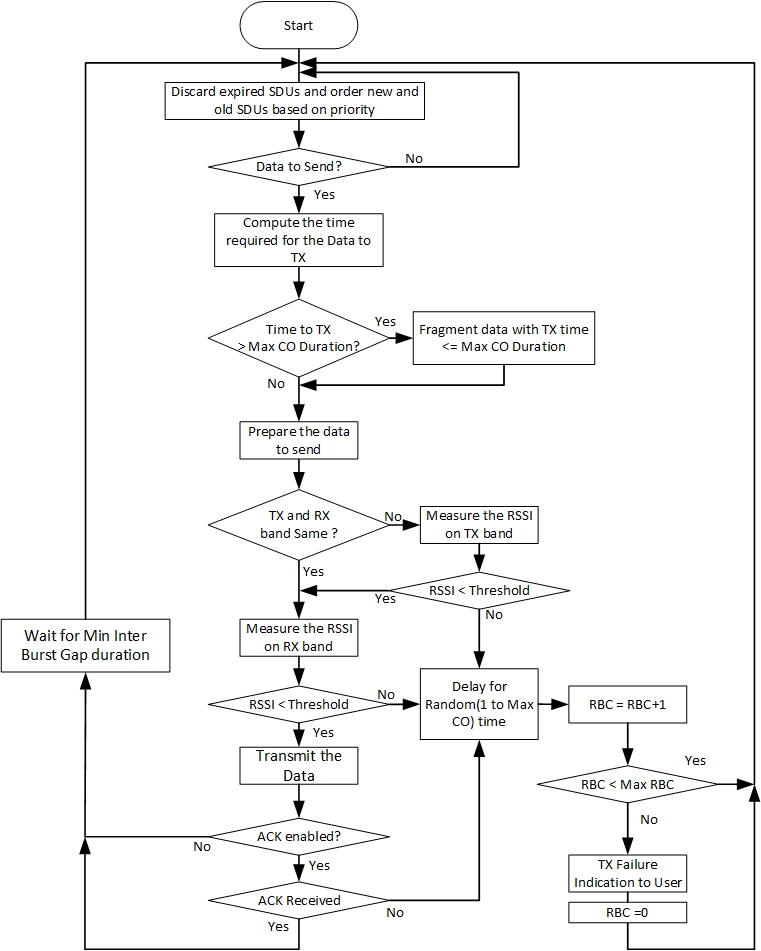 Start
Discard expired SDUs and order new and
old SDUs based on priority
Data to Send?
No
Yes
Compute the time
required for the Data to
TX
Time to TX
> Max CO Duration?
Yes
Fragment data with TX time
<= Max CO Duration
No
Prepare the data
to send
TX and RX
band Same ?
No
Measure the RSSI
on TX band
Yes
RSSI < Threshold
Yes
No
Wait for Min Inter
Burst Gap duration
Measure the RSSI
on RX band
RSSI < Threshold
No
Delay for
Random(1 to Max
CO) time
RBC = RBC+1
Yes
Transmit the
Data
RBC < Max RBC
Yes
No
ACK enabled?
No
Yes
TX Failure
Indication to User
ACK Received
No
Yes
RBC =0